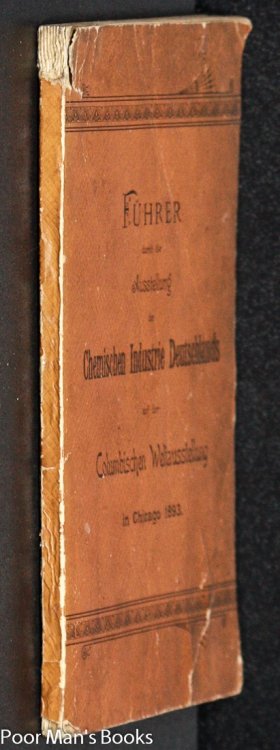 FÜHRER
durch die
Ausstellung
der
Chemischen Industrie Deutschlands
auf der
Columbischen Weltausstellung
in Chicago 1893.
Poor Man's Books